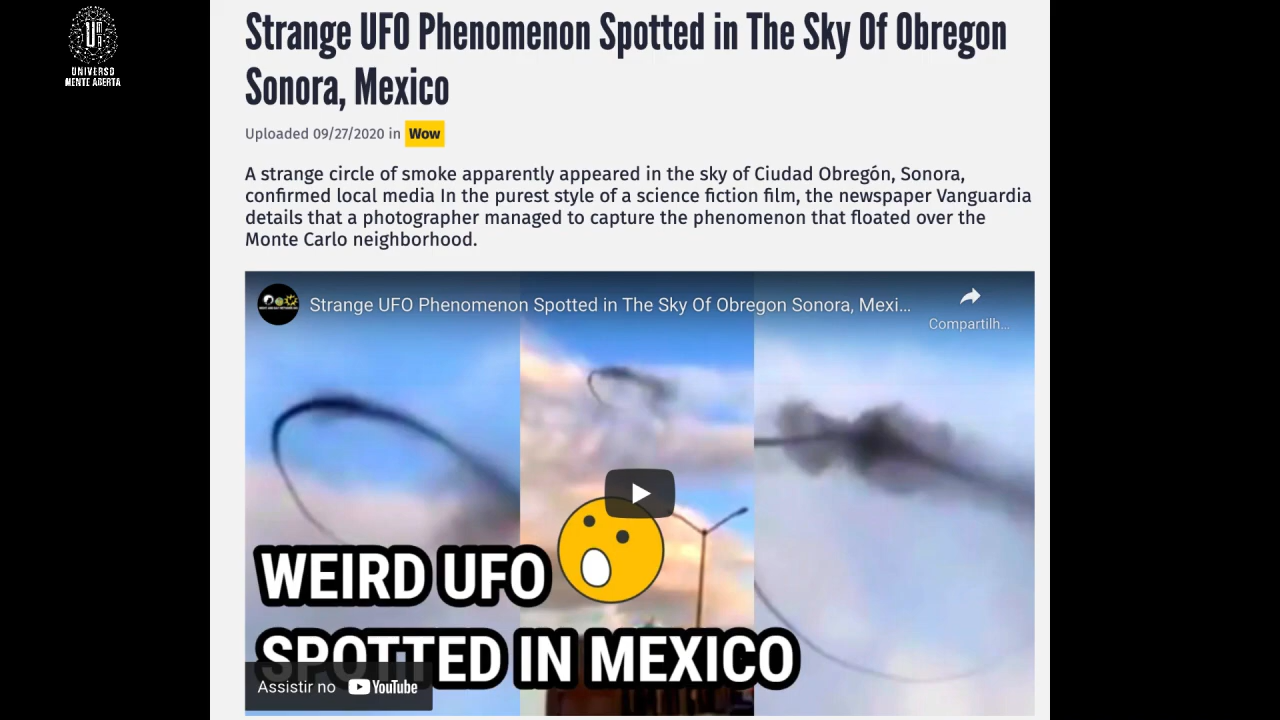 UNIVERSO
MENTE ABERTA
Strange UFO Phenomenon Spotted in The Sky Of Obregon
Sonora, Mexico
Uploaded 09/27/2020 in Wow
A strange circle of smoke apparently appeared in the sky of Ciudad Obregón, Sonora,
confirmed local media In the purest style of a science fiction film, the newspaper Vanguardia
details that a photographer managed to capture the phenomenon that floated over the
Monte Carlo neighborhood.
Strange UFO Phenomenon Spotted in The Sky Of Obregon Sonora, Mexi...
Compartilh...
WEIRD UFO
SPOTTED IN MEXICO
Assistir no YouTube